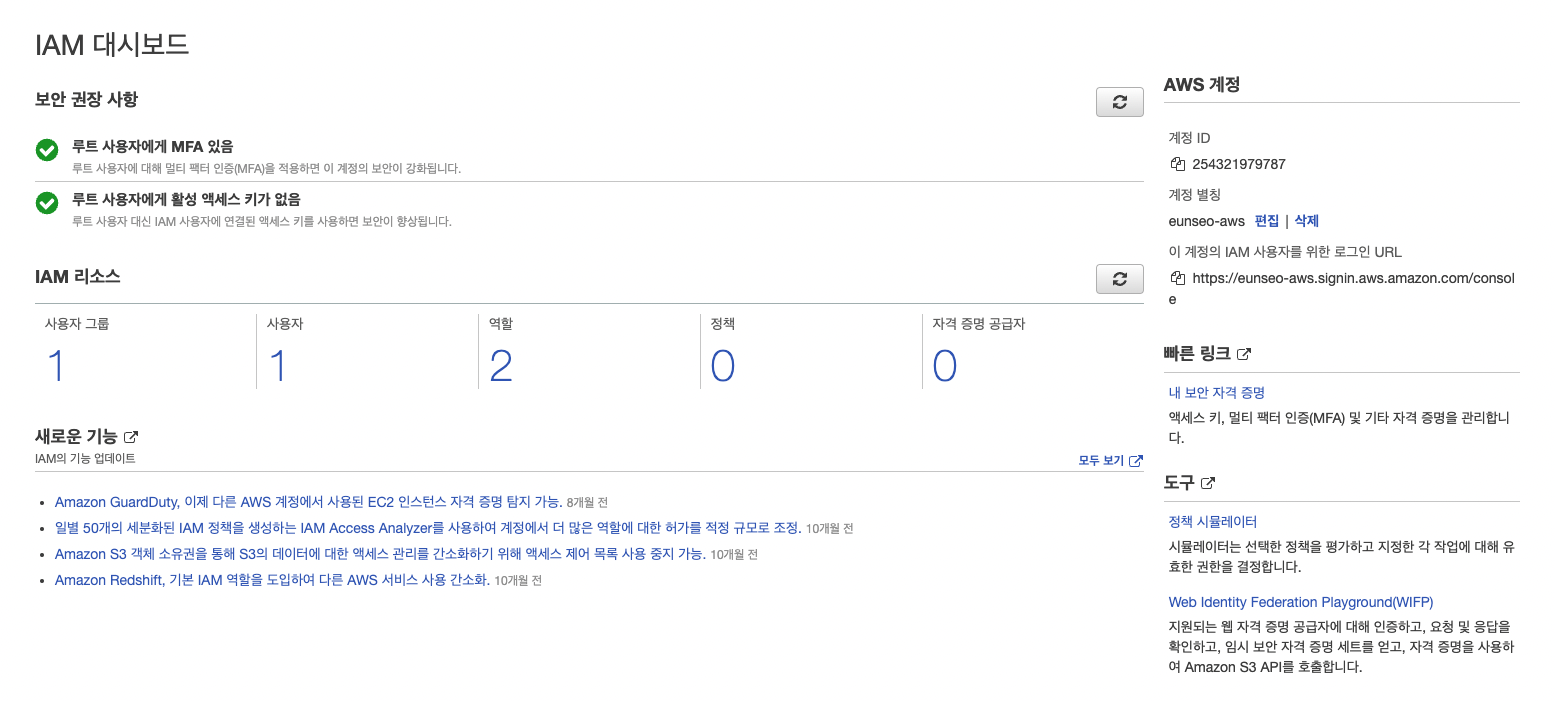 IAM 대시보드
보안 권장 사항
루트 사용자에게 MFA 있음
루트 사용자에 대해 멀티 팩터 인증(MFA)을 적용하면 이 계정의 보안이 강화됩니다.
루트 사용자에게 활성 액세스 키가 없음
루트 사용자 대신 IAM 사용자에 연결된 액세스 키를 사용하면 보안이 향상됩니다.
IAM 리소스
사용자 그룹
1
사용자
1
역할
2
정책
0
자격 증명 공급자
0
새로운 기능
IAM의 기능 업데이트
모두 보기
• Amazon GuardDuty, 이제 다른 AWS 계정에서 사용된 EC2 인스턴스 자격 증명 탐지 가능. 8개월 전
• 일별 50개의 세분화된 IAM 정책을 생성하는 IAM Access Analyzer를 사용하여 계정에서 더 많은 역할에 대한 허가를 적정 규모로 조정. 10개월 전
• Amazon S3 객체 소유권을 통해 S3의 데이터에 대한 액세스 관리를 간소화하기 위해 액세스 제어 목록 사용 중지 가능. 10개월 전
• Amazon Redshift, 기본 IAM 역할을 도입하여 다른 AWS 서비스 사용 간소화. 10개월 전
AWS 계정
계정 ID
254321979787
계정 별칭
eunseo-aws 편집 | 삭제
이 계정의 IAM 사용자를 위한 로그인 URL
https://eunseo-aws.signin.aws.amazon.com/consol
e
빠른 링크
내 보안 자격 증명
액세스 키, 멀티 팩터 인증(MFA) 및 기타 자격 증명을 관리합니
다.
도구
정책 시뮬레이터
시뮬레이터는 선택한 정책을 평가하고 지정한 각 작업에 대해 유
효한 권한을 결정합니다.
Web Identity Federation Playground(WIFP)
지원되는 웹 자격 증명 공급자에 대해 인증하고, 요청 및 응답을
확인하고, 임시 보안 자격 증명 세트를 얻고, 자격 증명을 사용하
여 Amazon S3 API를 호출합니다.